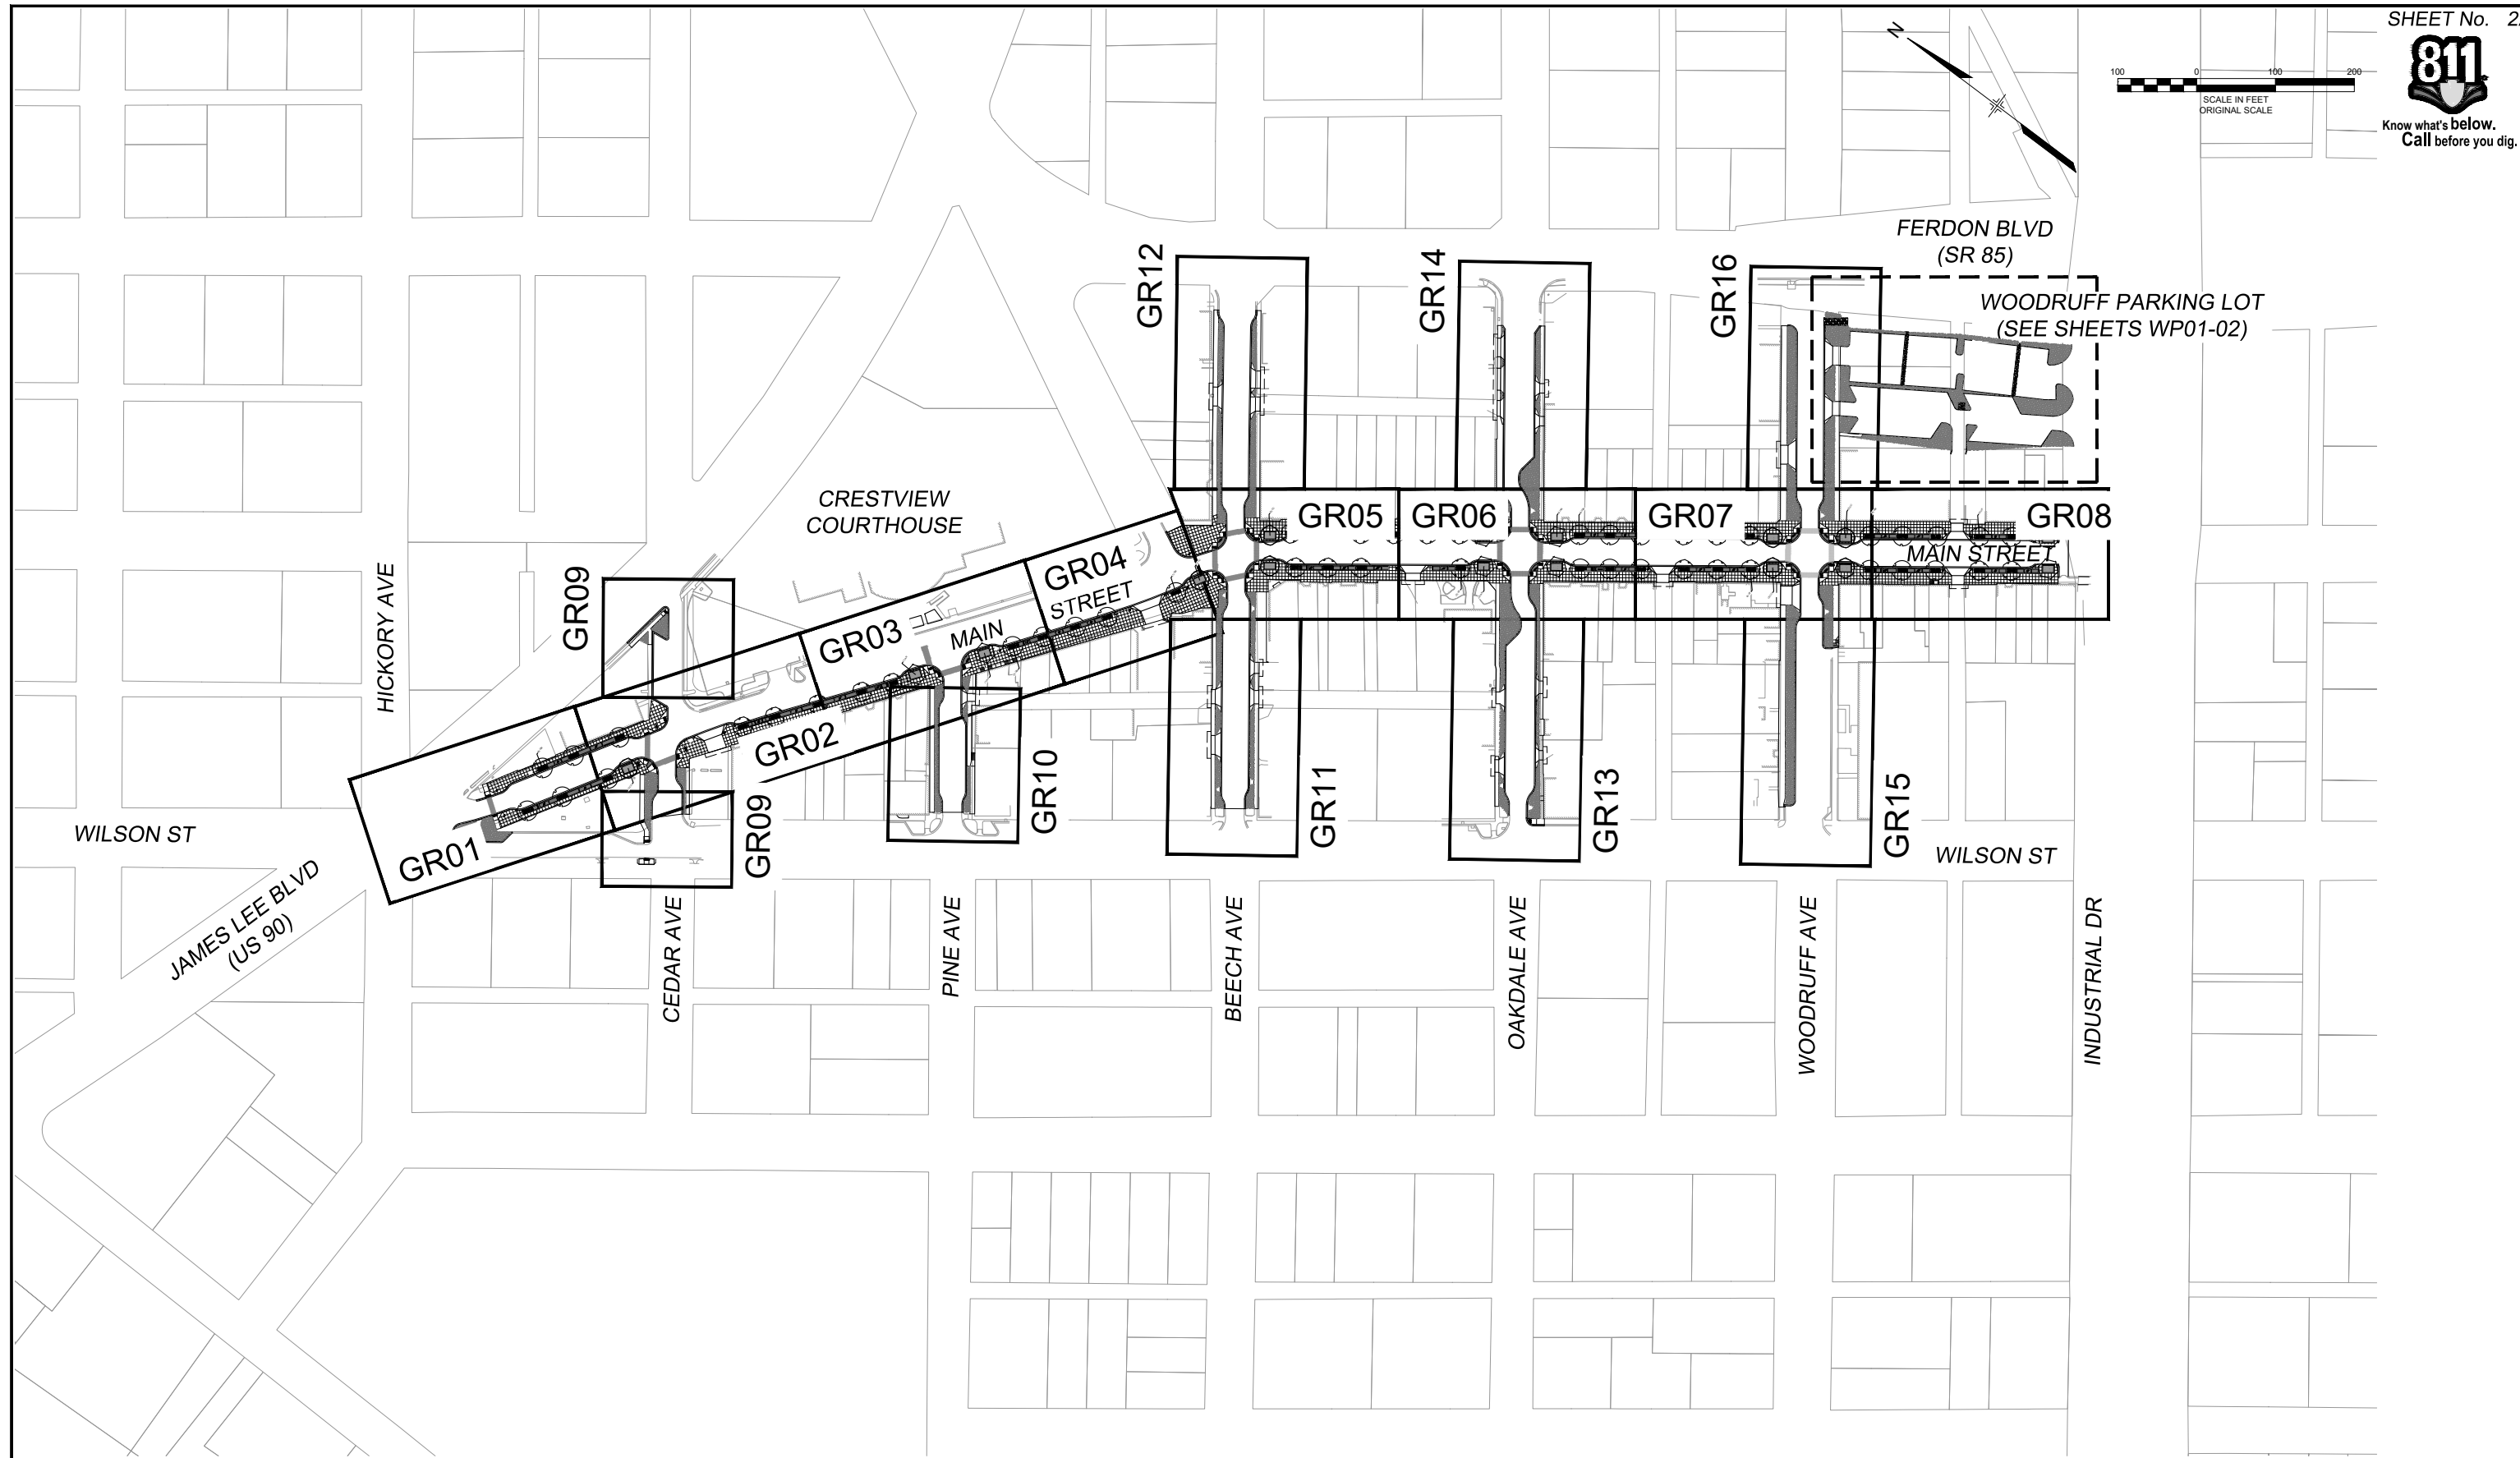 SHEET No. 2
811
Know what's below.
Call before you dig.
N
100 0 100 200
SCALE IN FEET
ORIGINAL SCALE
FERDON BLVD
(SR 85)
WOODRUFF PARKING LOT
(SEE SHEETS WP01-02)
GR12
GR14
GR16
CRESTVIEW
COURTHOUSE
GR05
GR06
GR07
GR08
MAIN STREET
GR04
STREET
MAIN
GR03
GR09
HICKORY AVE
GR02
GR01
GR09
GR10
GR11
GR13
GR15
WILSON ST
WILSON ST
JAMES LEE BLVD
(US 90)
CEDAR AVE
PINE AVE
BEECH AVE
OAKDALE AVE
WOODRUFF AVE
INDUSTRIAL DR